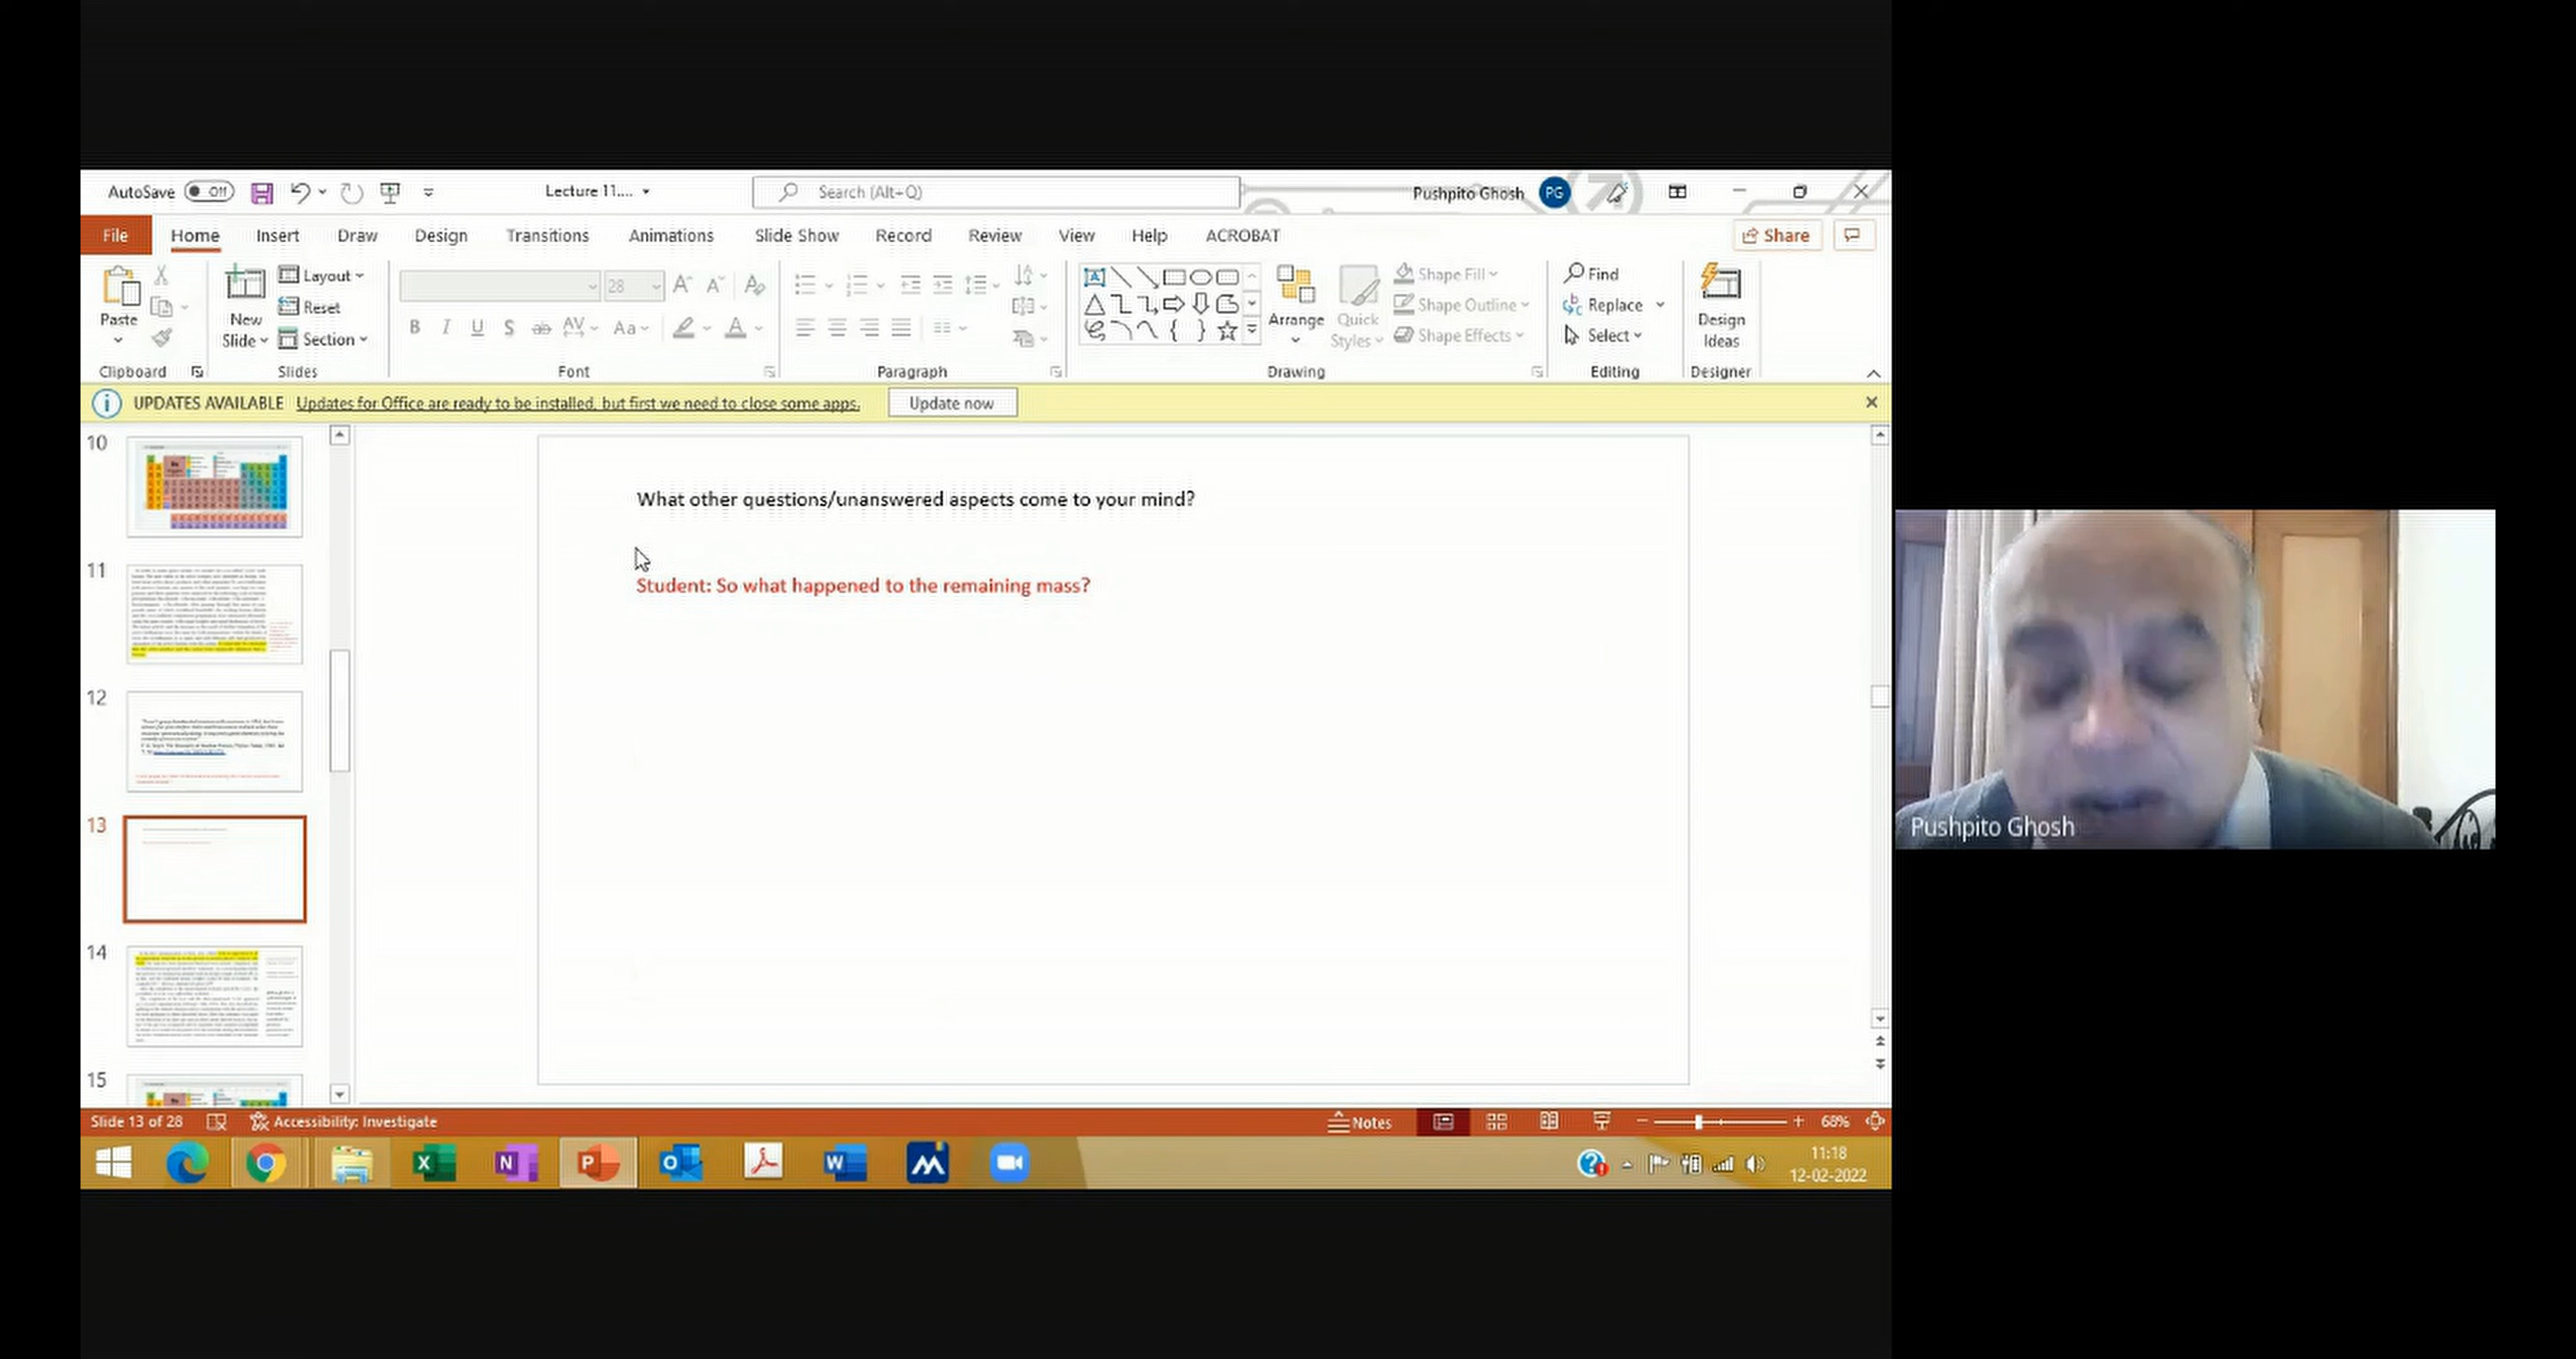 AutoSave Off Lecture 11.... Search (Alt+Q) Pushpito Ghosh PG
File Home Insert Draw Design Transitions Animations Slide Show Record Review View Help ACROBAT Share
Paste
New
Slide
Layout
Reset
Section
28
B I U S ab AV Aa A
Arrange
Quick
Styles
Shape Fill
Shape Outline
Shape Effects
Find
Replace
Select
Design
Ideas
Clipboard Slides Font Paragraph Drawing Editing Designer
UPDATES AVAILABLE Updates for Office are ready to be installed, but first we need to close some apps. Update now
10
11
12
13
14
15
What other questions/unanswered aspects come to your mind?
Student: So what happened to the remaining mass?
Pushpito Ghosh
Slide 13 of 28 Accessibility: Investigate Notes 68%
11:18
12-02-2022